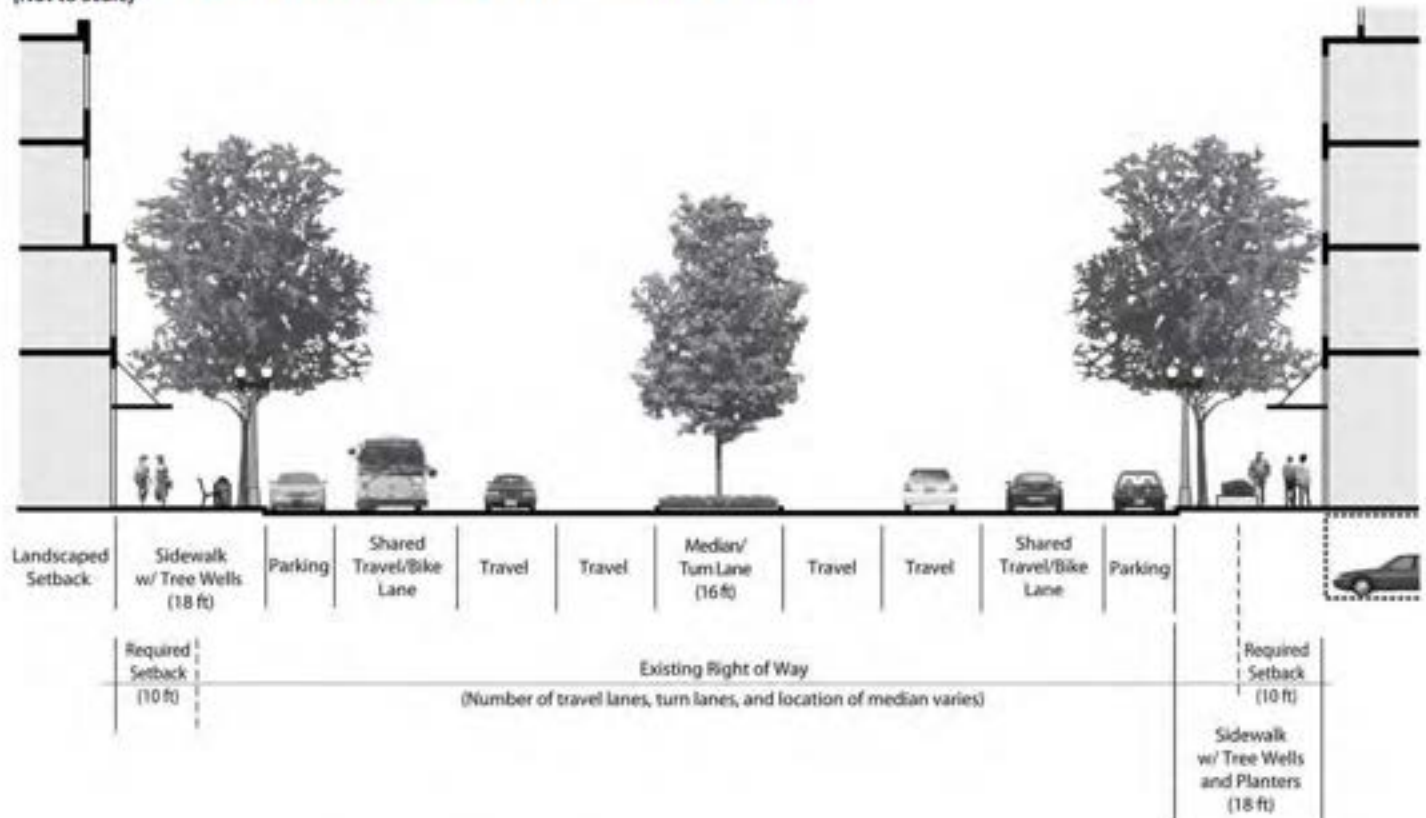 Landscaped
Setback
Sidewalk
w/ Tree Wells
(18 ft)
Parking
Shared
Travel/Bike
Lane
Travel
Travel
Median/
Turn Lane
(16 ft)
Travel
Travel
Shared
Travel/Bike
Lane
Parking
Required
Setback
(10 ft)
Existing Right of Way
(Number of travel lanes, turn lanes, and location of median varies)
Required
Setback
(10 ft)
Sidewalk
w/ Tree Wells
and Planters
(18 ft)